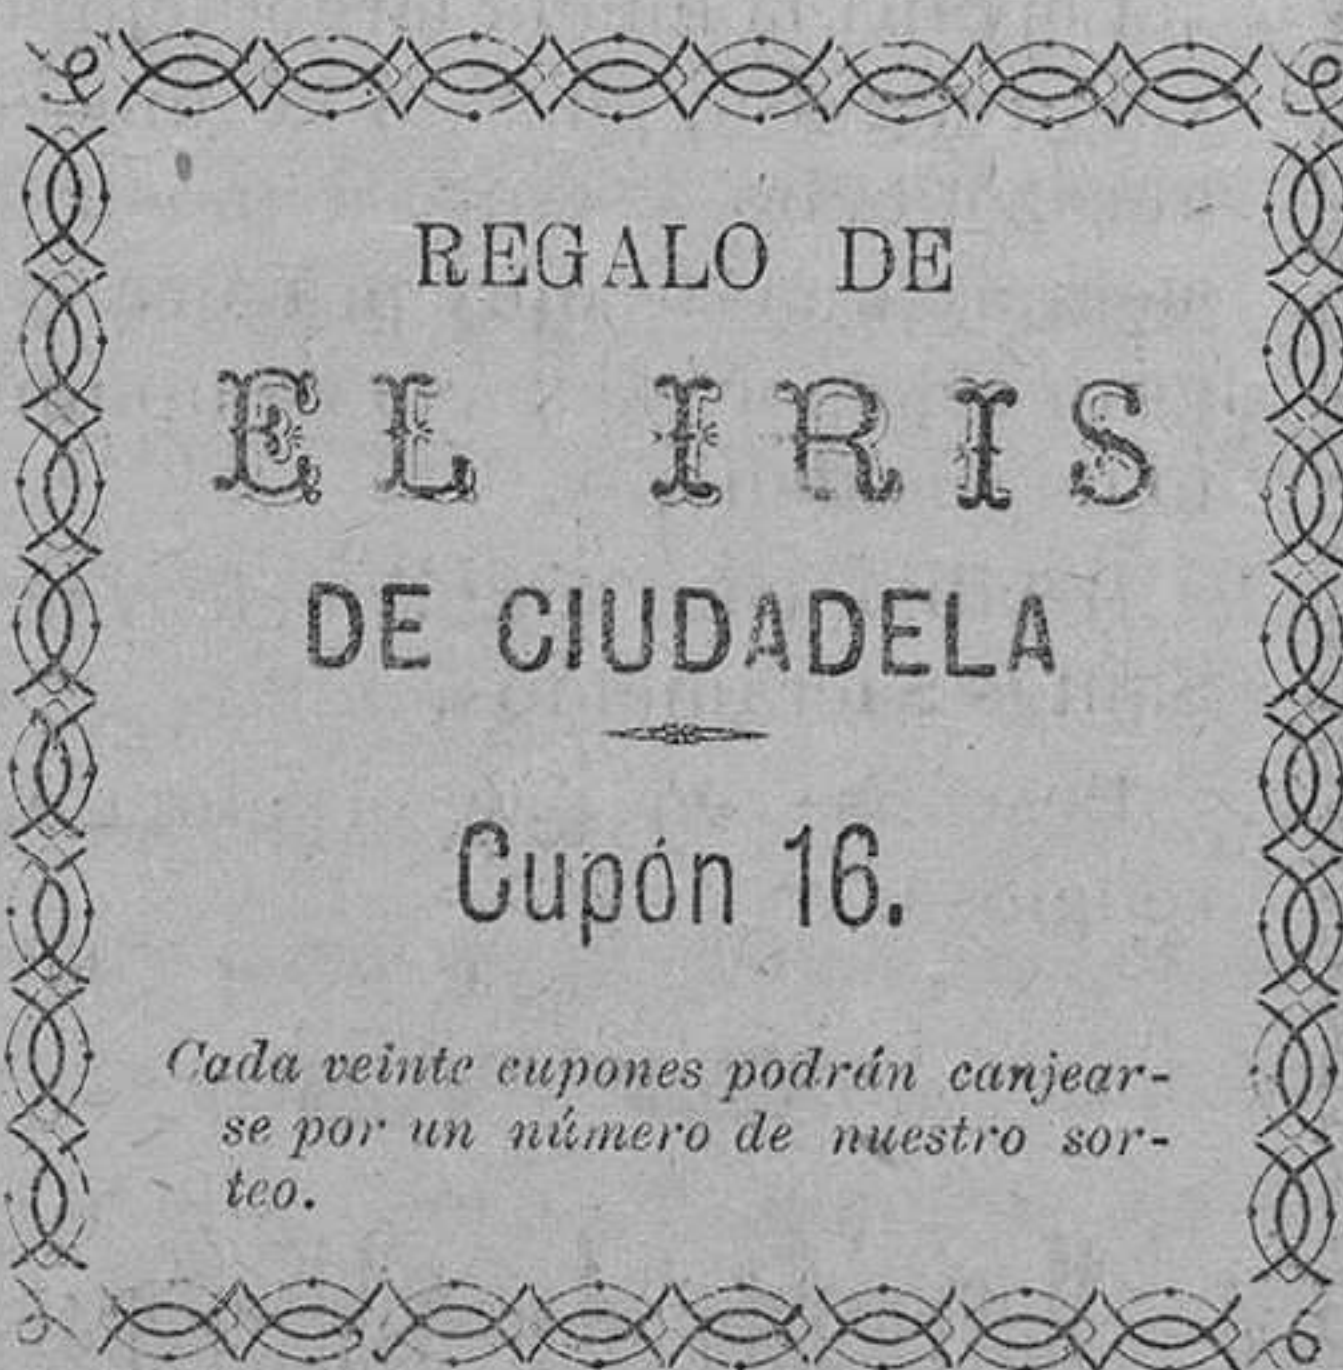 REGALO DE
EL IRIS
DE CIUDADELA
Cupón 16.
Cada veinte cupones podrán canjear-
se por un número de nuestro sor-
teo.